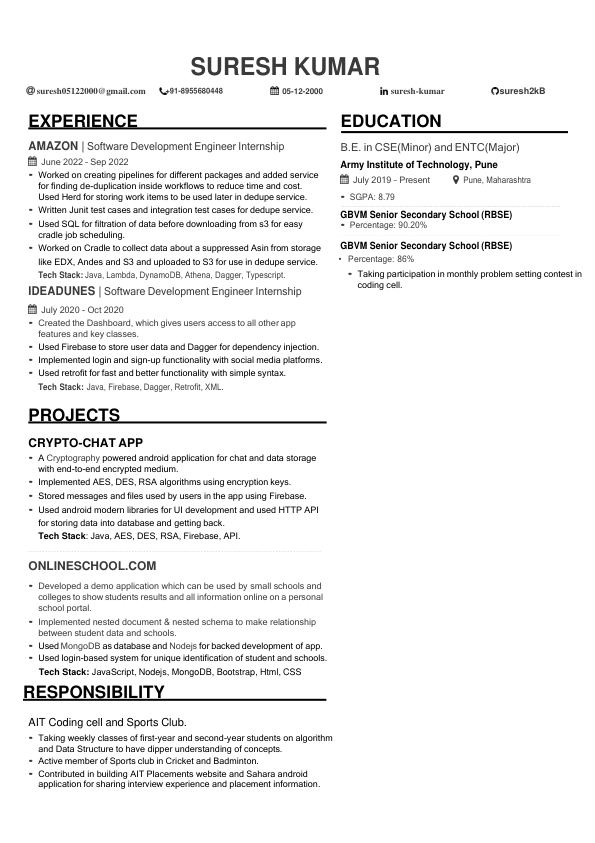 SURESH KUMAR
suresh05122000@gmail.com +91-8955680448 05-12-2000 suresh-kumar suresh2kB
EXPERIENCE
AMAZON | Software Development Engineer Internship
June 2022 - Sep 2022
• Worked on creating pipelines for different packages and added service
for finding de-duplication inside workflows to reduce time and cost.
Used Herd for storing work items to be used later in dedupe service.
• Written Junit test cases and integration test cases for dedupe service.
• Used SQL for filtration of data before downloading from s3 for easy
cradle job scheduling.
• Worked on Cradle to collect data about a suppressed Asin from storage
like EDX, Andes and S3 and uploaded to S3 for use in dedupe service.
Tech Stack: Java, Lambda, DynamoDB, Athena, Dagger, Typescript.
IDEADUNES | Software Development Engineer Internship
July 2020 - Oct 2020
• Created the Dashboard, which gives users access to all other app
features and key classes.
• Used Firebase to store user data and Dagger for dependency injection.
• Implemented login and sign-up functionality with social media platforms.
• Used retrofit for fast and better functionality with simple syntax.
Tech Stack: Java, Firebase, Dagger, Retrofit, XML.
PROJECTS
CRYPTO-CHAT APP
• A Cryptography powered android application for chat and data storage
with end-to-end encrypted medium.
• Implemented AES, DES, RSA algorithms using encryption keys.
• Stored messages and files used by users in the app using Firebase.
• Used android modern libraries for UI development and used HTTP API
for storing data into database and getting back.
Tech Stack: Java, AES, DES, RSA, Firebase, API.
ONLINESCHOOL.COM
• Developed a demo application which can be used by small schools and
colleges to show students results and all information online on a personal
school portal.
• Implemented nested document & nested schema to make relationship
between student data and schools.
• Used MongoDB as database and Nodejs for backed development of app.
• Used login-based system for unique identification of student and schools.
Tech Stack: JavaScript, Nodejs, MongoDB, Bootstrap, Html, CSS
RESPONSIBILITY
AIT Coding cell and Sports Club.
• Taking weekly classes of first-year and second-year students on algorithm
and Data Structure to have dipper understanding of concepts.
• Active member of Sports club in Cricket and Badminton.
• Contributed in building AIT Placements website and Sahara android
application for sharing interview experience and placement information.
EDUCATION
B.E. in CSE(Minor) and ENTC(Major)
Army Institute of Technology, Pune
July 2019 - Present Pune, Maharashtra
• SGPA: 8.79
GBVM Senior Secondary School (RBSE)
• Percentage: 90.20%
GBVM Senior Secondary School (RBSE)
• Percentage: 86%
• Taking participation in monthly problem setting contest in
coding cell.